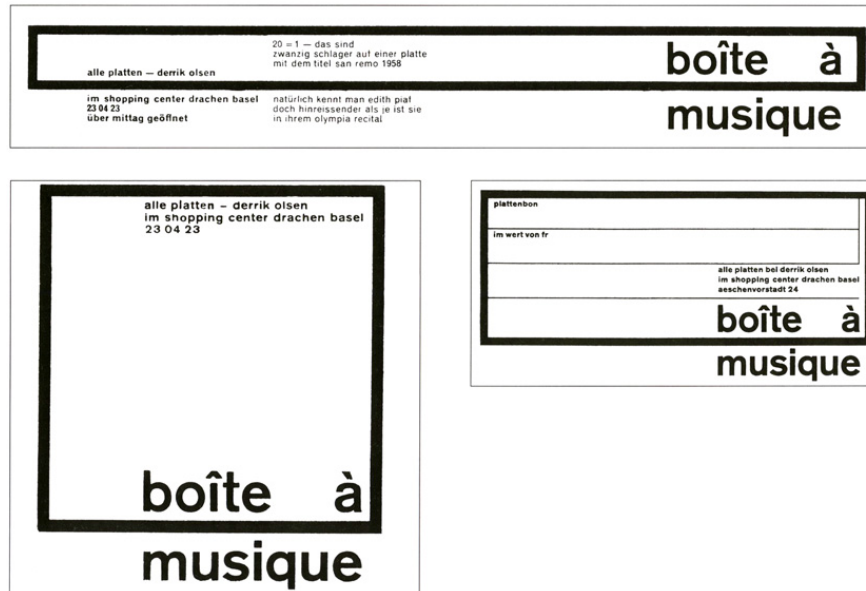 20 = 1 — das sind
zwanzig schlager auf einer platte
mit dem titel san remo 1958
alle platten — derrik olsen
boîte à
im shopping center drachen basel
23 04 23
über mittag geöffnet
natürlich kennt man edith piaf
doch hinreissender als je ist sie
in ihrem olympia recital
musique
alle platten – derrik olsen
im shopping center drachen basel
23 04 23
boîte à
musique
plattenbon
im wert von fr
alle platten bei derrik olsen
im shopping center drachen basel
aeschenvorstadt 24
boîte à
musique